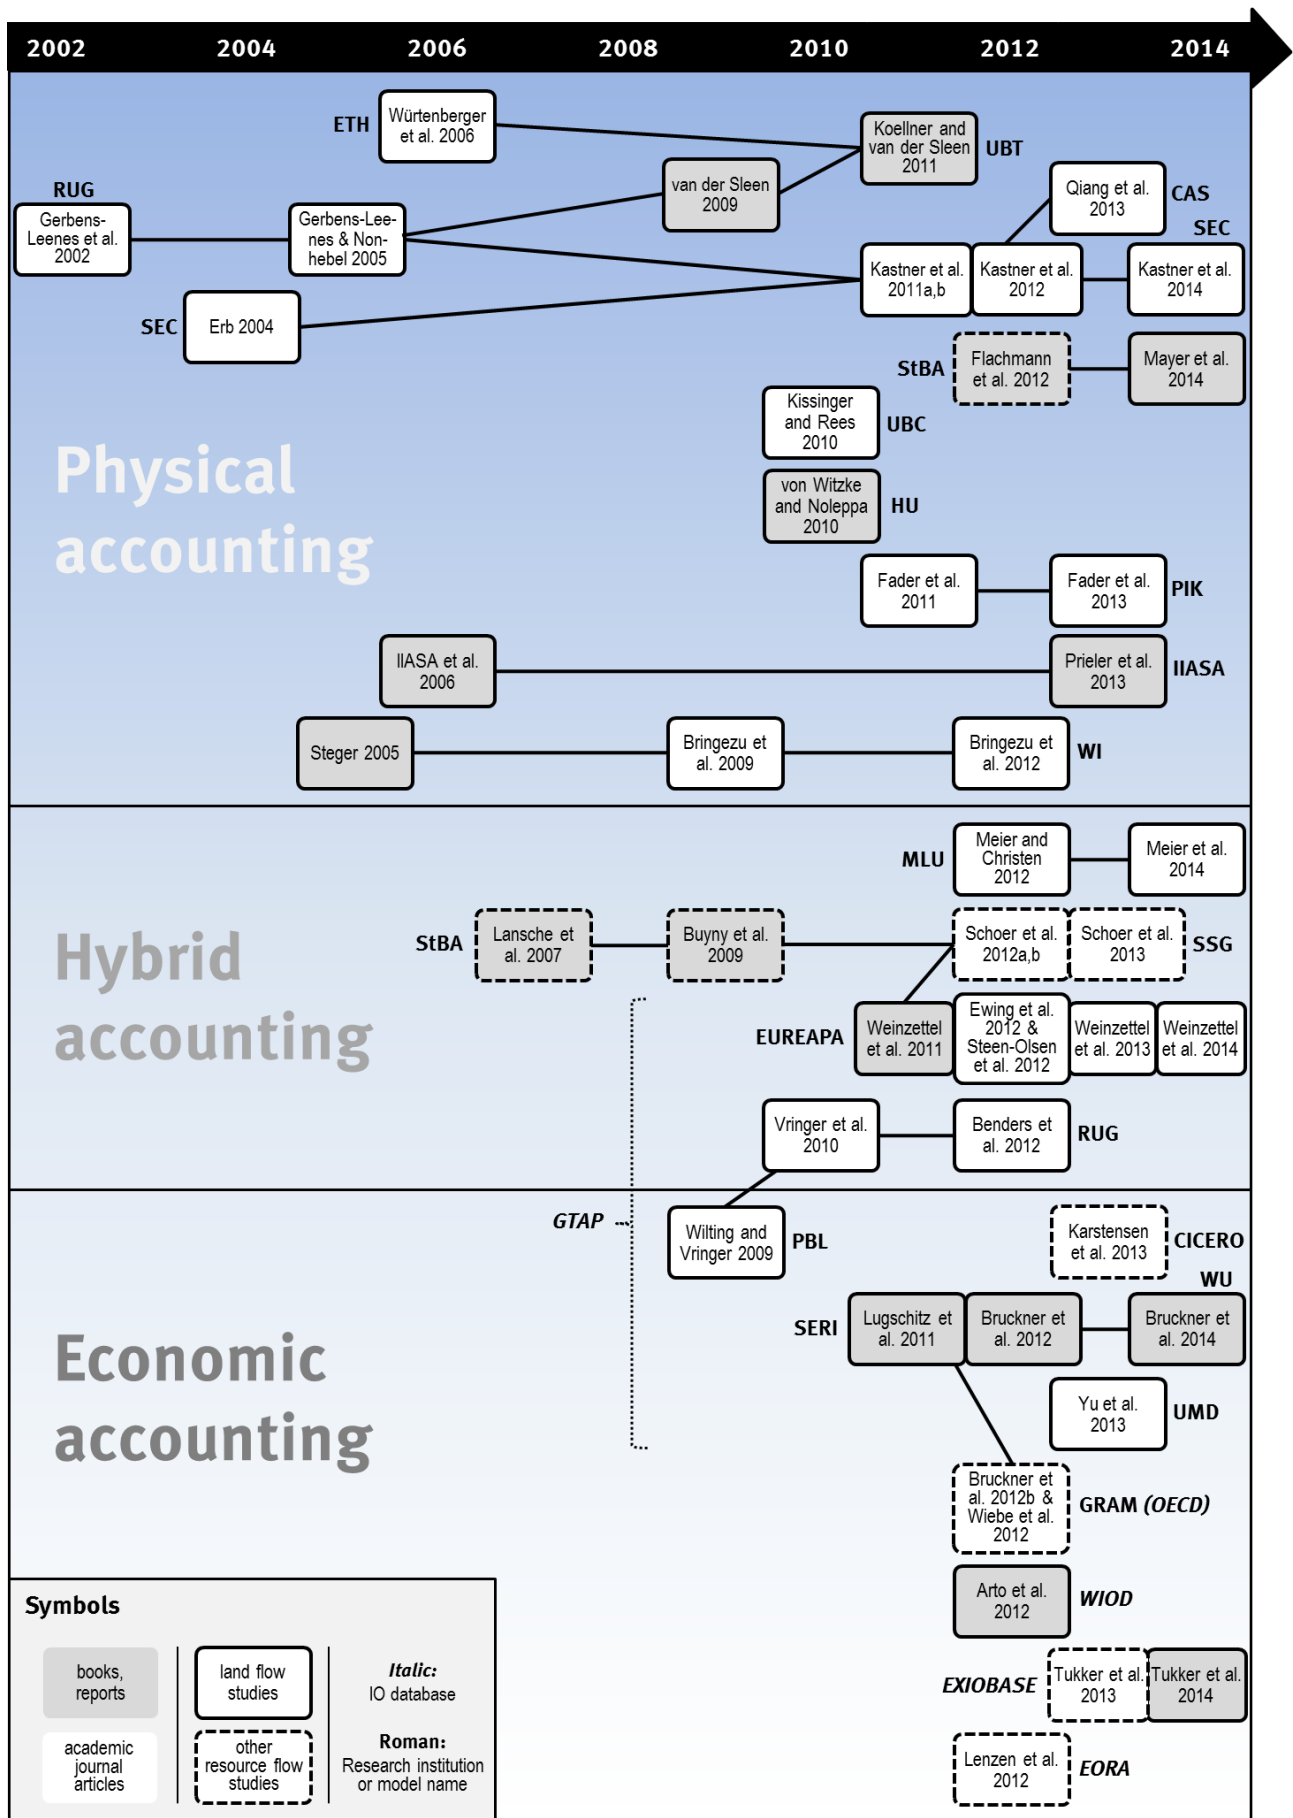 2002 2004 2006 2008 2010 2012 2014
ETH
Würtenberger
et al. 2006
Koellner and
van der Sleen
2011
UBT
van der Sleen
2009
Qiang et al.
2013
CAS
RUG
Gerbens-
Leenes et al.
2002
Gerbens-Lee-
nes & Non-
hebel 2005
SEC
Kastner et al.
2011a,b
Kastner et al.
2012
Kastner et al.
2014
SEC
Erb 2004
StBA
Flachmann
et al. 2012
Mayer et al.
2014
Kissinger
and Rees
2010
UBC
Physical
accounting
von Witzke
and Noleppa
2010
HU
Fader et al.
2011
Fader et al.
2013
PIK
IIASA et al.
2006
Prieler et al.
2013
IIASA
Steger 2005
Bringezu et
al. 2009
Bringezu et
al. 2012
WI
MLU
Meier and
Christen
2012
Meier et al.
2014
Hybrid
accounting
StBA
Lansche et
al. 2007
Buyny et al.
2009
Schoer et al.
2012a,b
Schoer et al.
2013
SSG
EUREAPA
Weinzettel
et al. 2011
Ewing et al.
2012 &
Steen-Olsen
et al. 2012
Weinzettel
et al. 2013
Weinzettel
et al. 2014
Vringer et al.
2010
Benders et
al. 2012
RUG
GTAP
Wilting and
Vringer 2009
PBL
Karstensen
et al. 2013
CICERO
WU
Economic
accounting
SERI
Lugschitz et
al. 2011
Bruckner et
al. 2012
Bruckner et
al. 2014
Yu et al.
2013
UMD
Bruckner et
al. 2012b &
Wiebe et al.
2012
GRAM (OECD)
Arto et al.
2012
WIOD
EXIOBASE
Tukker et al.
2013
Tukker et al.
2014
Lenzen et al.
2012
EORA
Symbols
books,
reports
land flow
studies
Italic:
IO database
academic
journal
articles
other
resource flow
studies
Roman:
Research institution
or model name